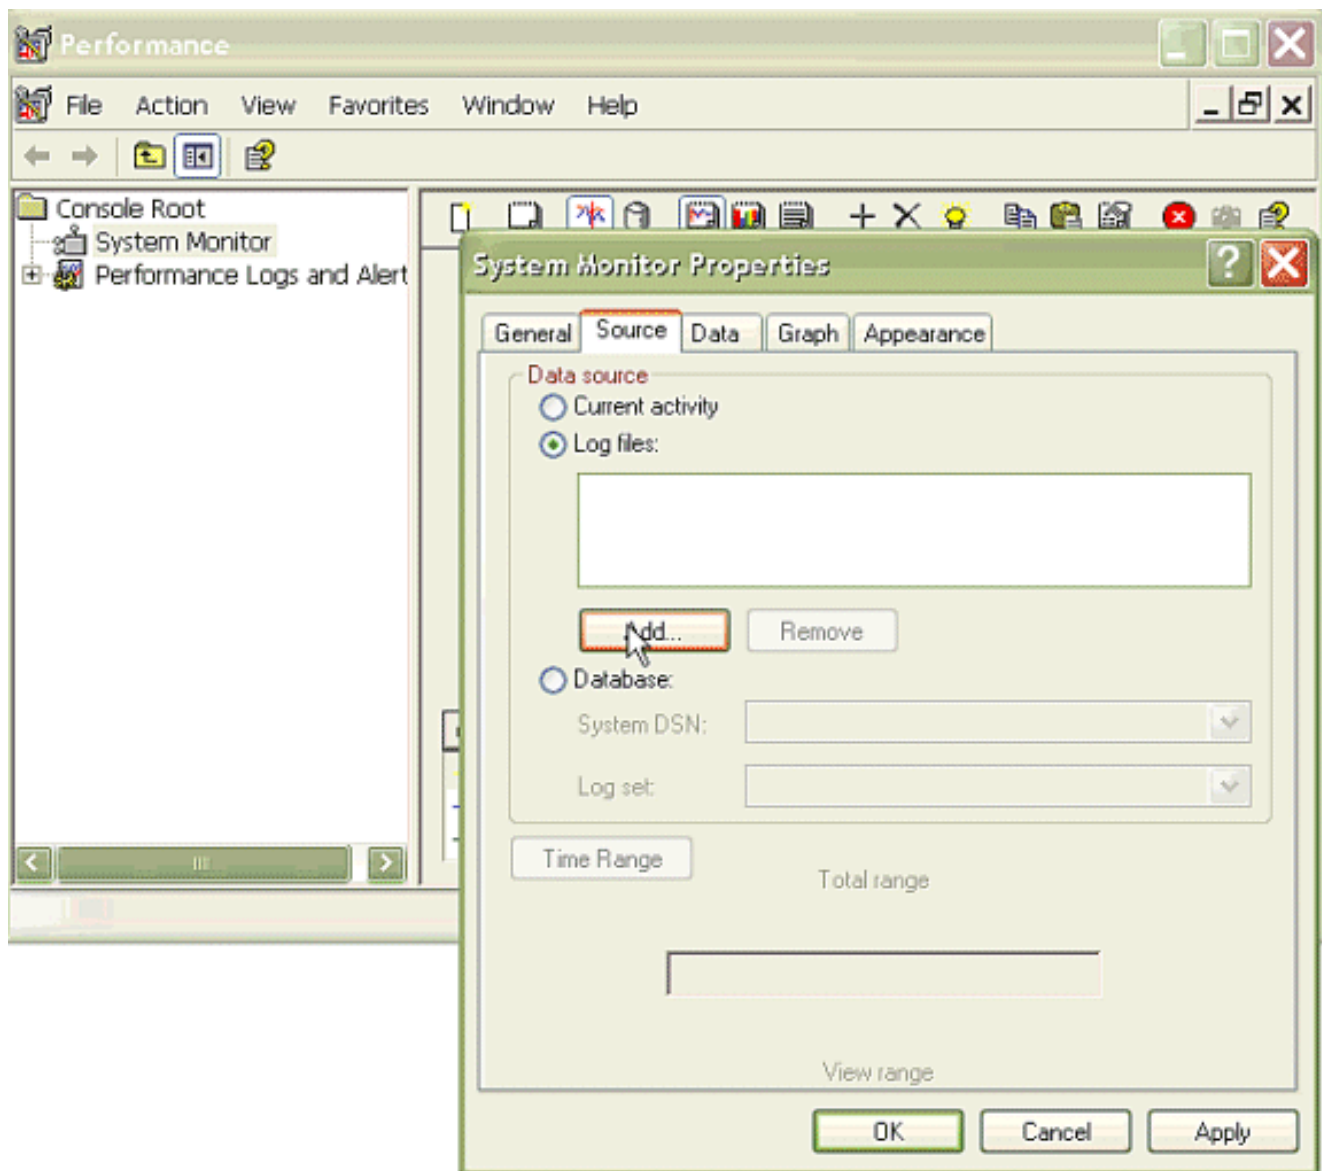 Performance
File Action View Favorites Window Help
Console Root
System Monitor
Performance Logs and Alert
System Monitor Properties
General Source Data Graph Appearance
Data source
Current activity
Log files:
Add... Remove
Database:
System DSN:
Log set:
Time Range
Total range
View range
OK Cancel Apply